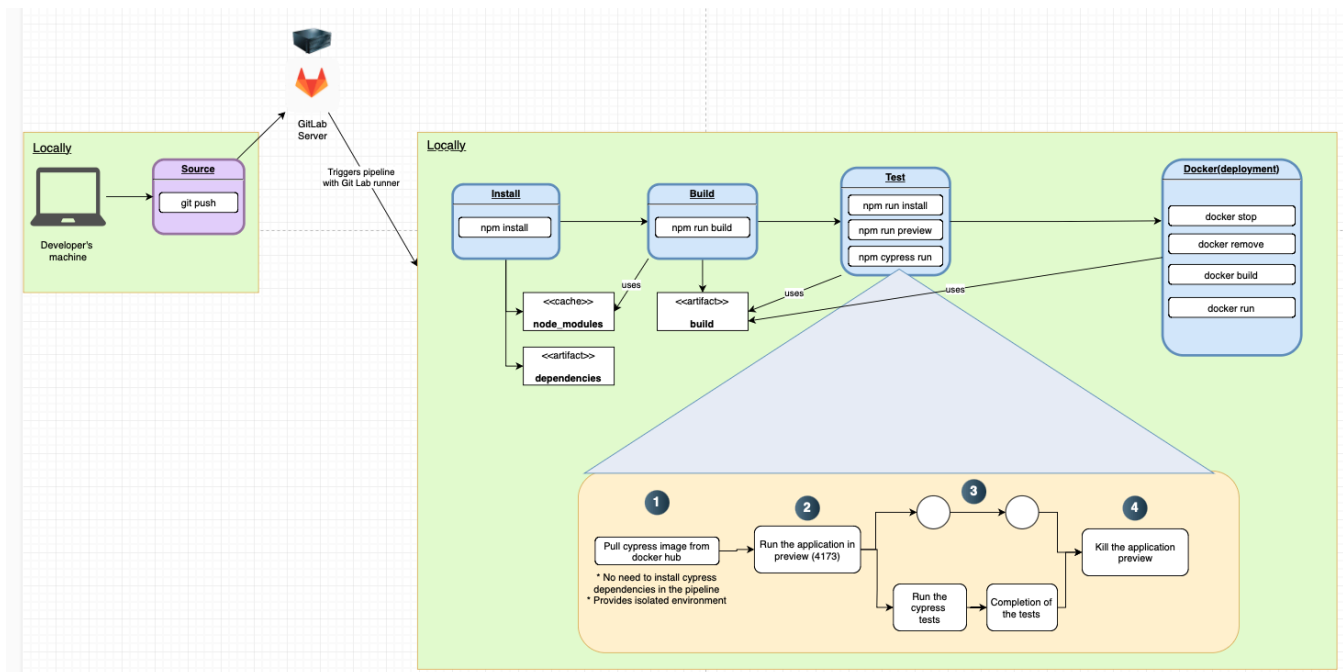 GitLab
Server
Locally
Source
git push
Developer's
machine
Triggers pipeline
with Git Lab runner
Locally
Install
npm install
Build
npm run build
Test
npm run install
npm run preview
npm cypress run
Docker(deployment)
docker stop
docker remove
docker build
docker run
uses
uses
uses
<<cache>>
node_modules
<<artifact>>
build
<<artifact>>
dependencies
1
2
3
4
Pull cypress image from
docker hub
* No need to install cypress
dependencies in the pipeline
* Provides isolated environment
Run the application in
preview (4173)
Run the
cypress
tests
Completion of
the tests
Kill the application
preview